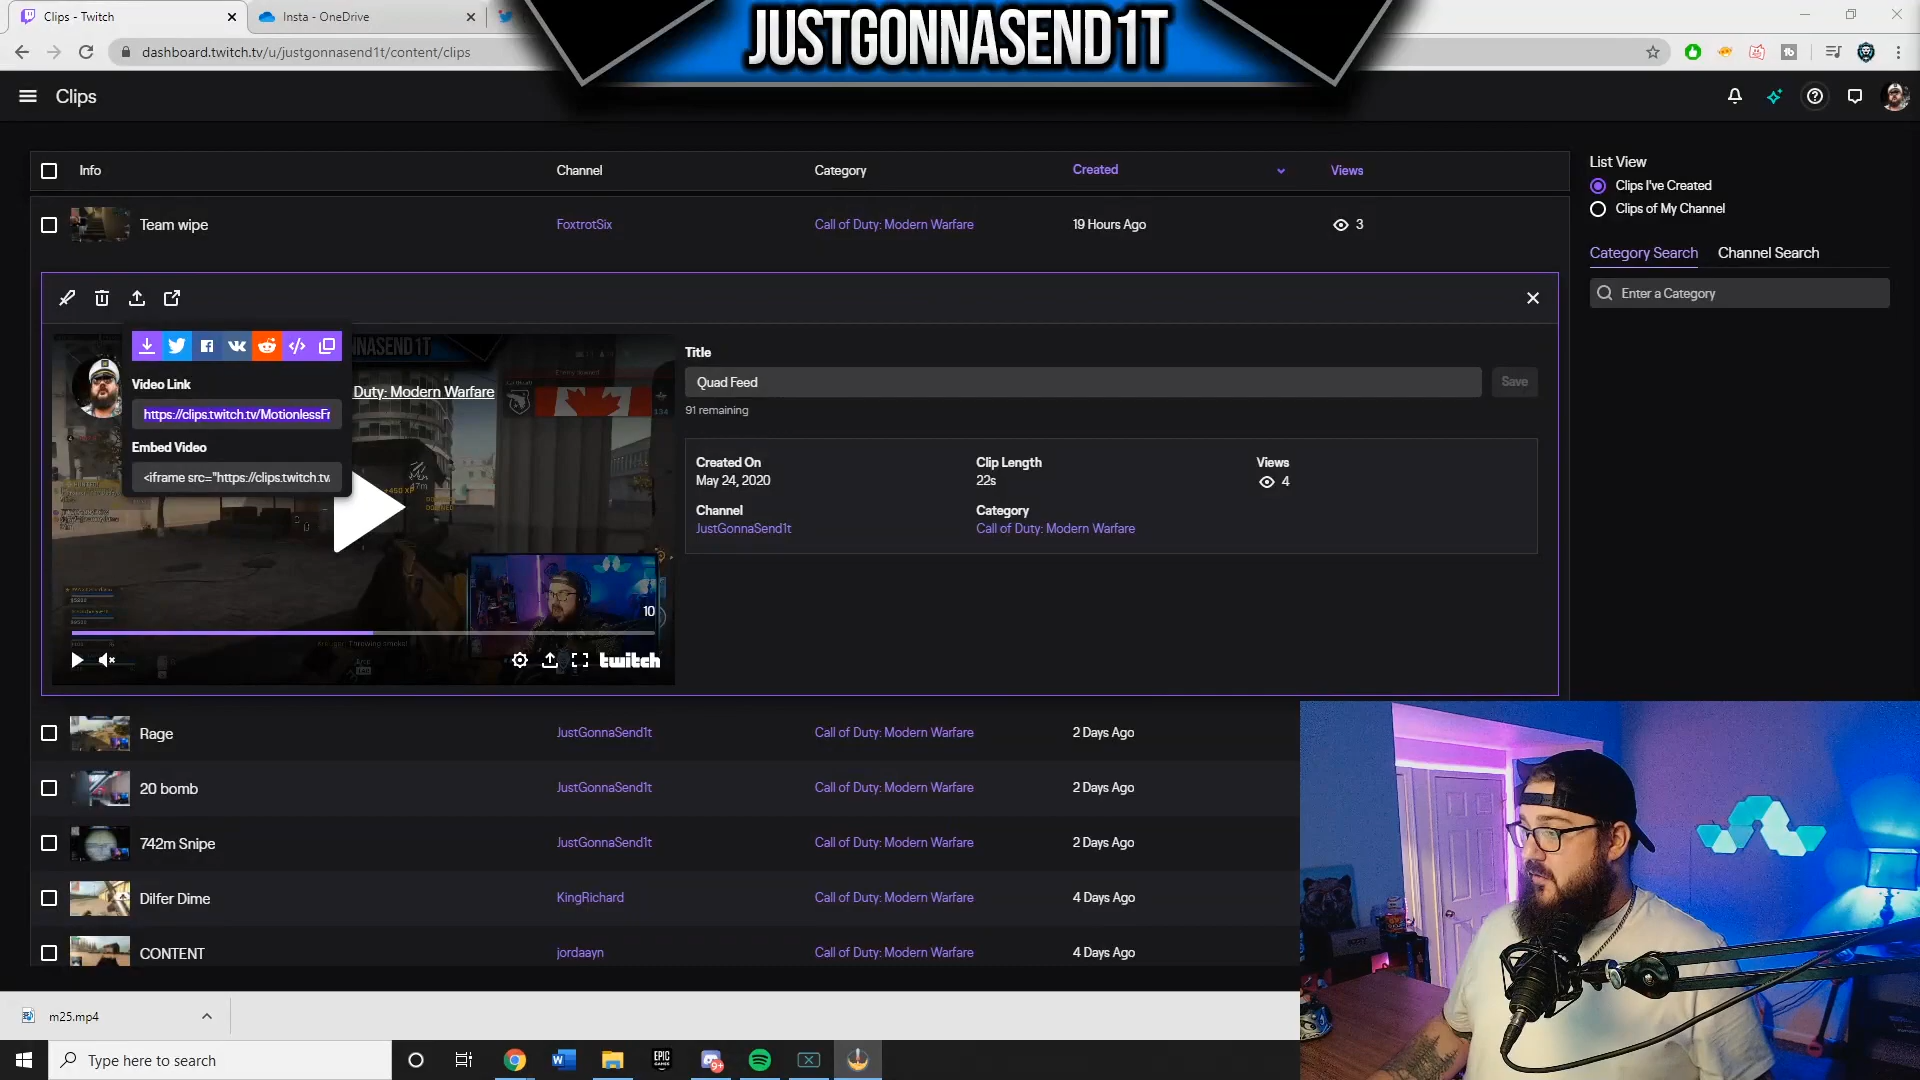 Clips - Twitch
Insta - OneDrive
JUSTGONNASEND1T
dashboard.twitch.tv/u/justgonnasend1t/content/clips
Clips
Info
Channel
Category
Created
Views
List View
Clips I've Created
Clips of My Channel
Category Search
Channel Search
Enter a Category
Team wipe
FoxtrotSix
Call of Duty: Modern Warfare
19 Hours Ago
3
Video Link
https://clips.twitch.tv/MotionlessFr
Embed Video
<iframe src="https://clips.twitch.tv
Duty: Modern Warfare
NNASEND1T
134
47m
10
twitch
Title
Quad Feed
Save
91 remaining
Created On
May 24, 2020
Clip Length
22s
Views
4
Channel
JustGonnaSend1t
Category
Call of Duty: Modern Warfare
Rage
JustGonnaSend1t
Call of Duty: Modern Warfare
2 Days Ago
20 bomb
JustGonnaSend1t
Call of Duty: Modern Warfare
2 Days Ago
742m Snipe
JustGonnaSend1t
Call of Duty: Modern Warfare
2 Days Ago
Dilfer Dime
KingRichard
Call of Duty: Modern Warfare
4 Days Ago
CONTENT
jordaayn
Call of Duty: Modern Warfare
4 Days Ago
m25.mp4
Type here to search
EPIC GAMES
9+